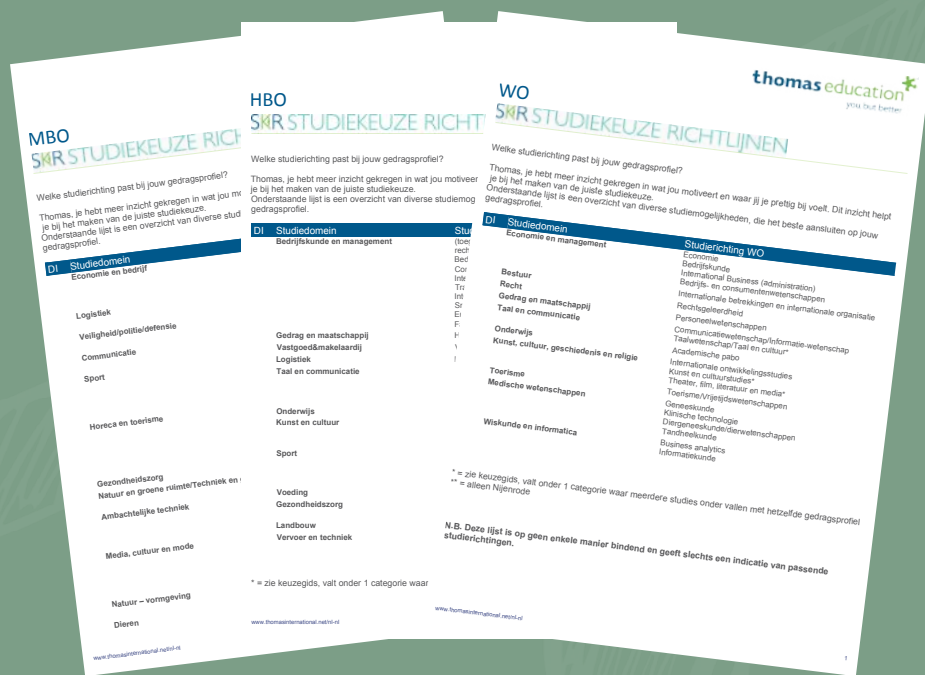 MBO
SKR STUDIEKEUZE RICH
Welke studierichting past bij jouw gedragsprofiel?
Thomas, je hebt meer inzicht gekregen in wat jou mo
je bij het maken van de juiste studiekeuze.
Onderstaande lijst is een overzicht van diverse stud
gedragsprofiel.
DI Studiedomein
Economie en bedrijf
Logistiek
Veiligheid/politie/defensie
Communicatie
Sport
Horeca en toerisme
Gezondheidszorg
Natuur en groene ruimte/Techniek en
Ambachtelijke techniek
Media, cultuur en mode
Natuur – vormgeving
Dieren
www.thomasinternational.net/nl-nl
HBO
SKR STUDIEKEUZE RICHT
Welke studierichting past bij jouw gedragsprofiel?
Thomas, je hebt meer inzicht gekregen in wat jou motiveer
je bij het maken van de juiste studiekeuze.
Onderstaande lijst is een overzicht van diverse studiemog
gedragsprofiel.
DI Studiedomein Stu
Bedrijfskunde en management (toe
rech
Bed
Cor
Inte
Tra
Int
Sr
Er
F
Gedrag en maatschappij
Vastgoed&makelaardij
Logistiek
Taal en communicatie
Onderwijs
Kunst en cultuur
Sport
Voeding
Gezondheidszorg
Landbouw
Vervoer en techniek
* = zie keuzegids, valt onder 1 categorie waar
www.thomasinternational.net/nl-nl
thomas education
you but better
WO
SKR STUDIEKEUZE RICHTLIJNEN
Welke studierichting past bij jouw gedragsprofiel?
Thomas, je hebt meer inzicht gekregen in wat jou motiveert en waar jij je prettig bij voelt. Dit inzicht helpt
je bij het maken van de juiste studiekeuze.
Onderstaande lijst is een overzicht van diverse studiemogelijkheden, die het beste aansluiten op jouw
gedragsprofiel.
DI Studiedomein Studierichting WO
Economie en management Economie
Bedrijfskunde
International Business (administration)
Bedrijfs- en consumentenwetenschappen
Bestuur Internationale betrekkingen en internationale organisatie
Recht Rechtsgeleerdheid
Gedrag en maatschappij Personeelwetenschappen
Taal en communicatie Communicatiewetenschap/Informatie-wetenschap
Taalwetenschap/Taal en cultuur*
Onderwijs Academische pabo
Kunst, cultuur, geschiedenis en religie Internationale ontwikkelingsstudies
Kunst en cultuurstudies*
Theater, film, literatuur en media*
Toerisme Toerisme/Vrijetijdswetenschappen
Medische wetenschappen Geneeskunde
Klinische technologie
Diergeneeskunde/dierwetenschappen
Tandheelkunde
Wiskunde en informatica Business analytics
Informatiekunde
* = zie keuzegids, valt onder 1 categorie waar meerdere studies onder vallen met hetzelfde gedragsprofiel
** = alleen Nijenrode
N.B. Deze lijst is op geen enkele manier bindend en geeft slechts een indicatie van passende
studierichtingen.
www.thomasinternational.net/nl-nl
1